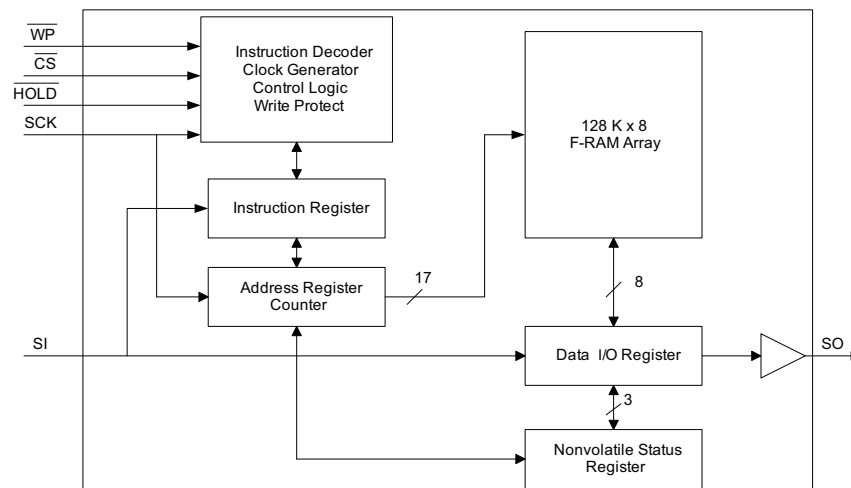 WP
CS
HOLD
SCK
Instruction Decoder
Clock Generator
Control Logic
Write Protect
128 K x 8
F-RAM Array
Instruction Register
Address Register
Counter
17
8
SI
Data I/O Register
SO
3
Nonvolatile Status
Register